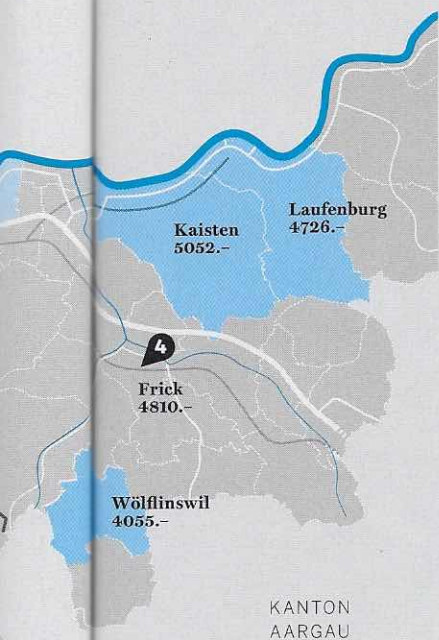 Laufenburg
4726.–
Kaisten
5052.–
4
Frick
4810.–
Wölflinswil
4055.–
KANTON
AARGAU